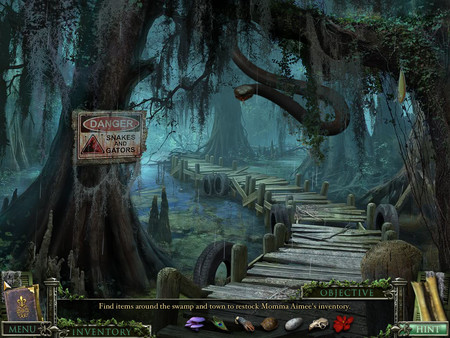 DANGER
SNAKES
AND
GATORS
OBJECTIVE
Find items around the swamp and town to restock Momma Aimee's inventory.
MENU
INVENTORY
HINT